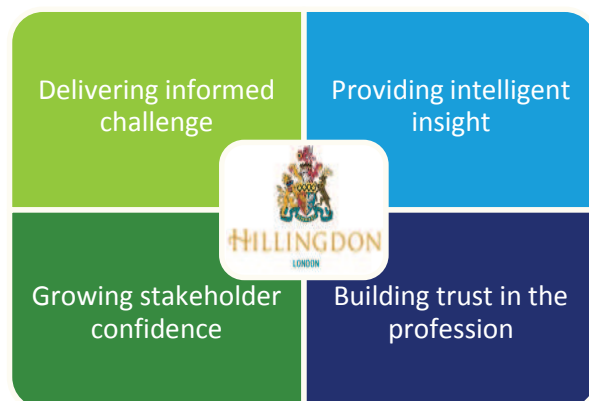 Delivering informed
challenge
Providing intelligent
insight
HILLINGDON
LONDON
Growing stakeholder
confidence
Building trust in the
profession